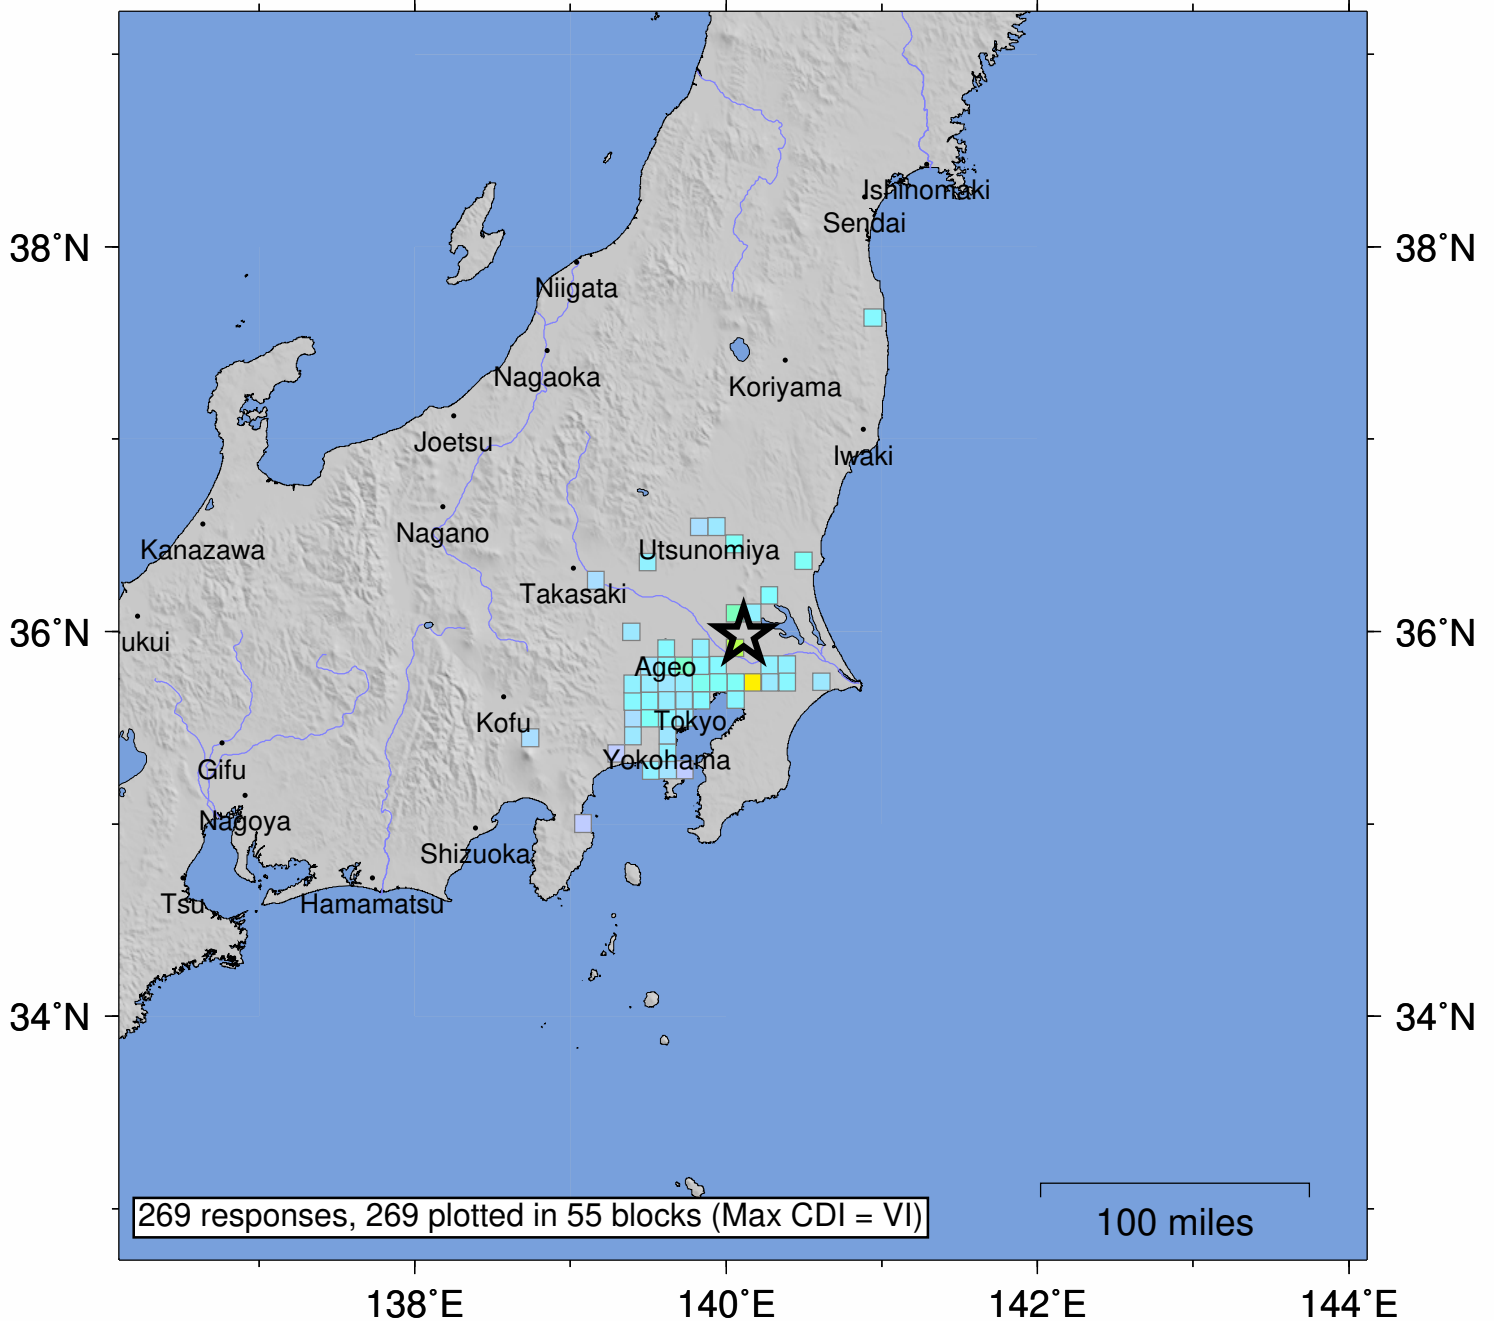 Ishinomaki
Sendai
38°N
38°N
Niigata
Nagaoka
Koriyama
Joetsu
Iwaki
Nagano
Kanazawa
Utsunomiya
Takasaki
36°N
36°N
ukui
Ageo
Kofu
Tokyo
Yokohama
Gifu
Nagoya
Shizuoka
Tsu
Hamamatsu
34°N
34°N
269 responses, 269 plotted in 55 blocks (Max CDI = VI)
100 miles
138°E
140°E
142°E
144°E